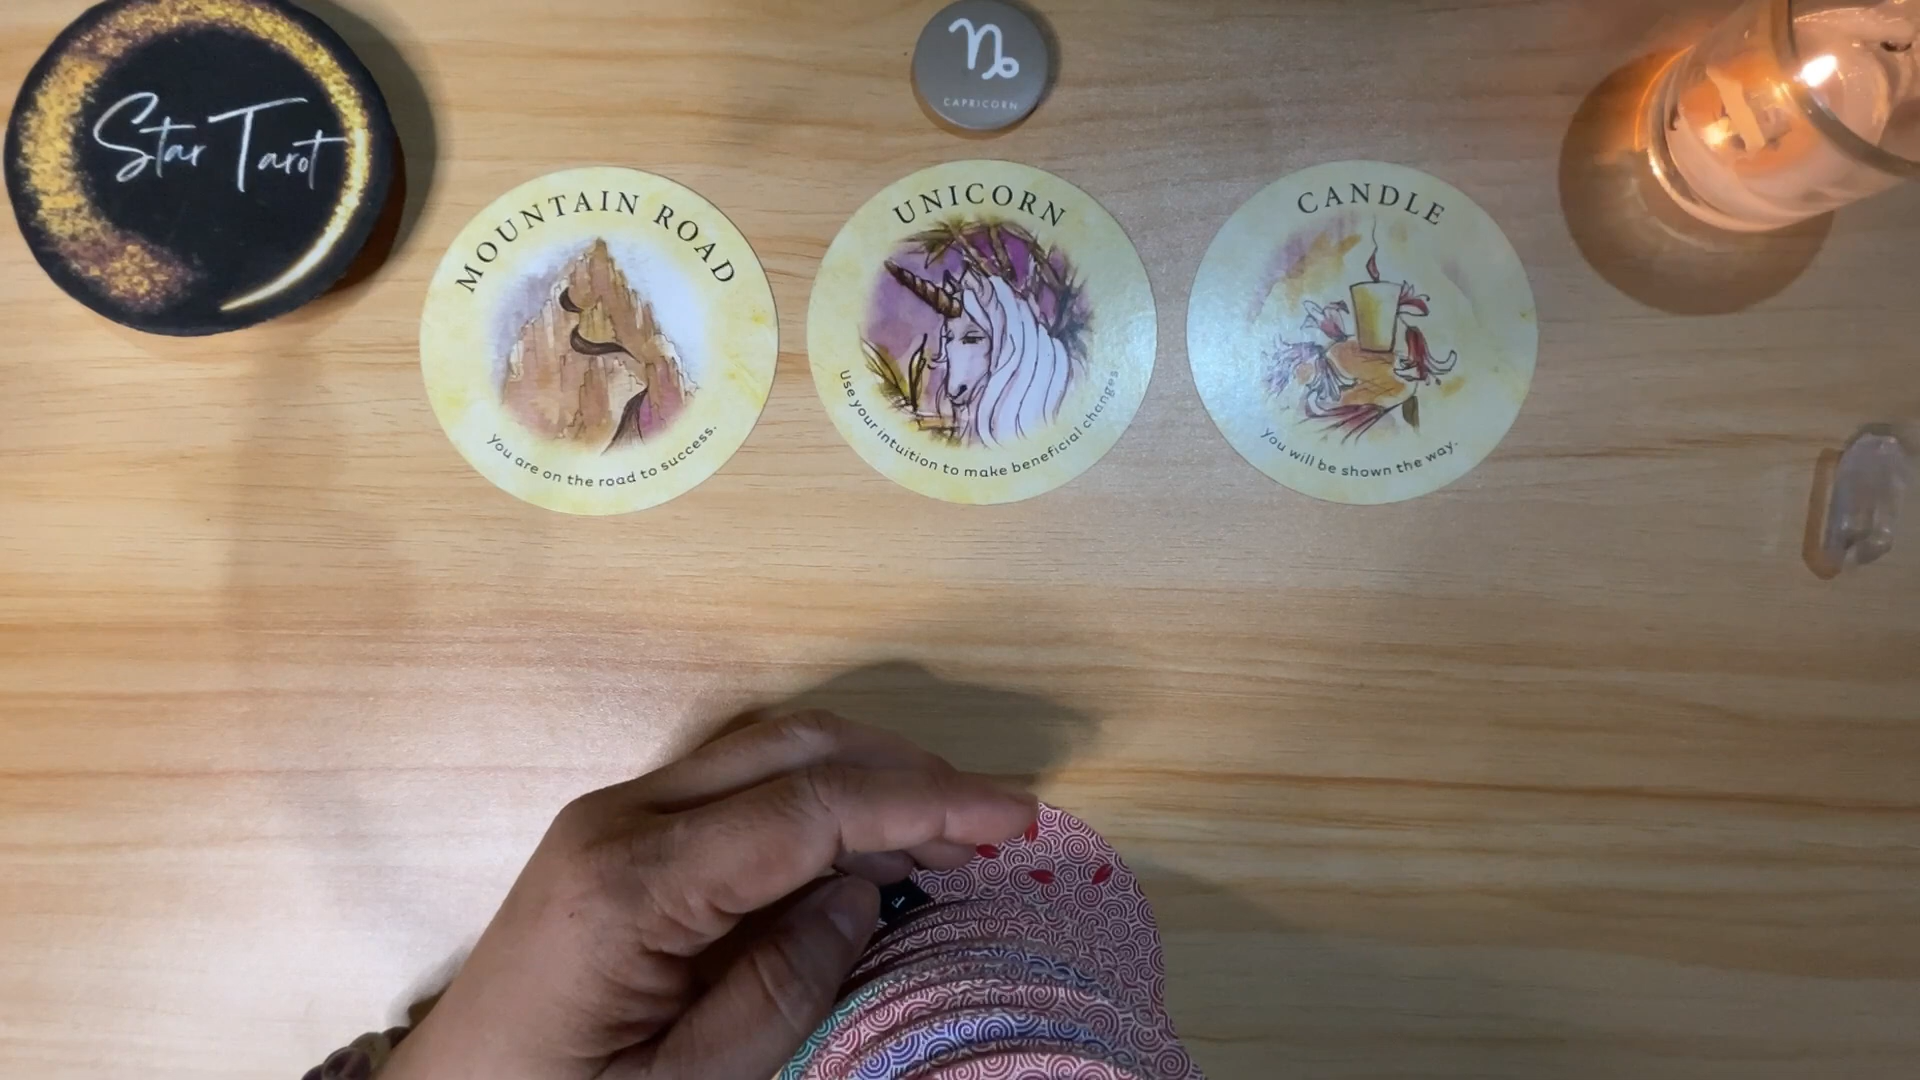 Star Tarot
CAPRICORN
MOUNTAIN ROAD
You are on the road to success.
UNICORN
Use your intuition to make beneficial changes.
CANDLE
You will be shown the way.